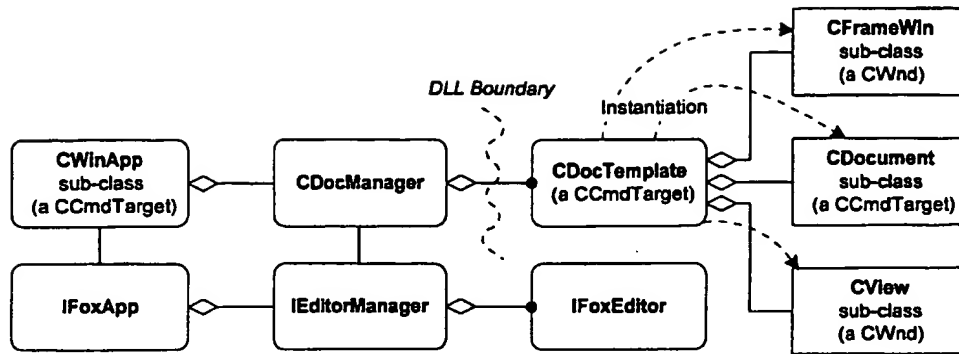 CFrameWin
sub-class
(a CWnd)
DLL Boundary
Instantiation
CWinApp
sub-class
(a CCmdTarget)
CDocManager
CDocTemplate
(a CCmdTarget)
CDocument
sub-class
(a CCmdTarget)
IFoxApp
IEditorManager
IFoxEditor
CView
sub-class
(a CWnd)